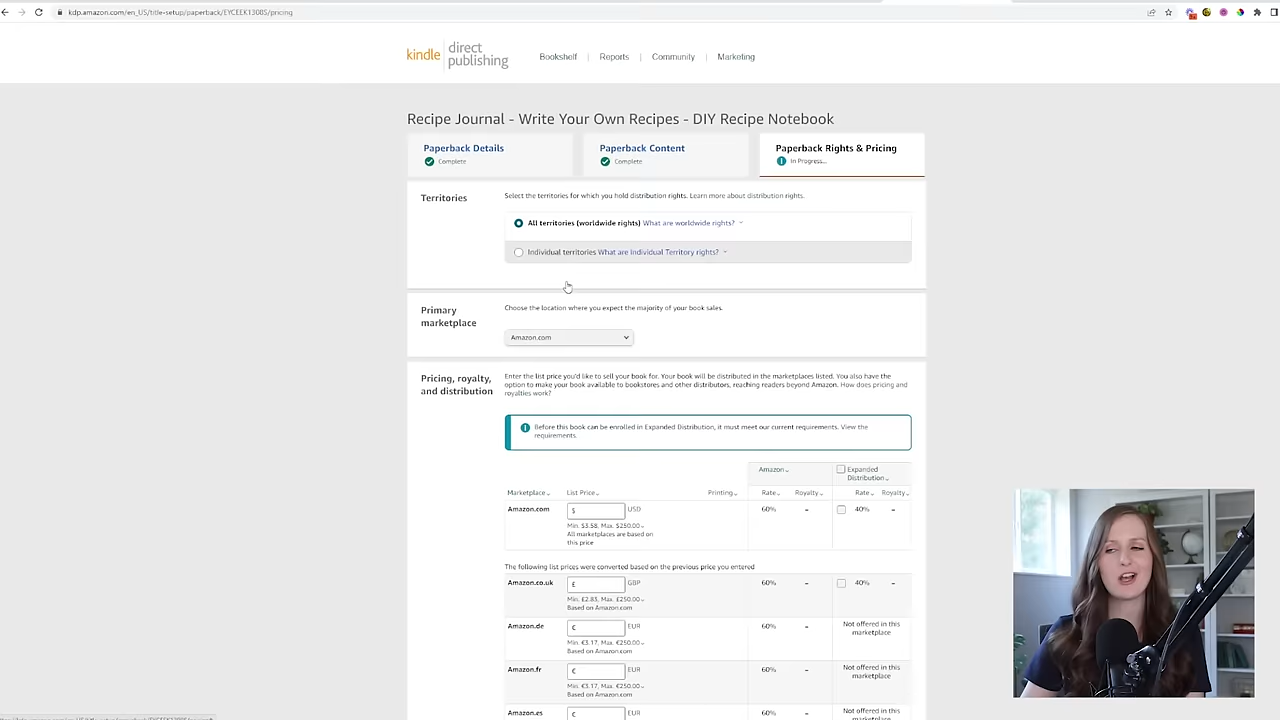 kdp.amazon.com/en_US/title-setup/paperback/EYCEEK13085/pricing
kindle direct publishing
Bookshelf | Reports | Community | Marketing
Recipe Journal - Write Your Own Recipes - DIY Recipe Notebook
Paperback Details
Complete
Paperback Content
Complete
Paperback Rights & Pricing
In Progress...
Territories
Select the territories for which you hold distribution rights. Learn more about distribution rights.
All territories (worldwide rights) What are worldwide rights?
Individual territories What are Individual Territory rights?
Primary marketplace
Choose the location where you expect the majority of your book sales.
Amazon.com
Pricing, royalty, and distribution
Enter the list price you'd like to sell your book for. Your book will be distributed in the marketplaces listed. You also have the
option to make your book available to bookstores and other distributors, reaching readers beyond Amazon. How does pricing and
royalties work?
Before this book can be enrolled in Expanded Distribution, it must meet our current requirements. View the
requirements.
Amazon
Expanded
Distribution
Marketplace List Price Printing Rate Royalty Rate Royalty
Amazon.com $ USD 60% - 40% -
Min. $3.58, Max. $250.00
All marketplaces are based on
this price
The following list prices were converted based on the previous price you entered
Amazon.co.uk £ GBP 60% - 40% -
Min. £2.83, Max. £250.00
Based on Amazon.com
Amazon.de € EUR 60% - Not offered in this
marketplace
Min. €3.17, Max. €250.00
Based on Amazon.com
Amazon.fr € EUR 60% - Not offered in this
marketplace
Min. €3.17, Max. €250.00
Based on Amazon.com
Amazon.es € EUR 60% - Not offered in this
marketplace